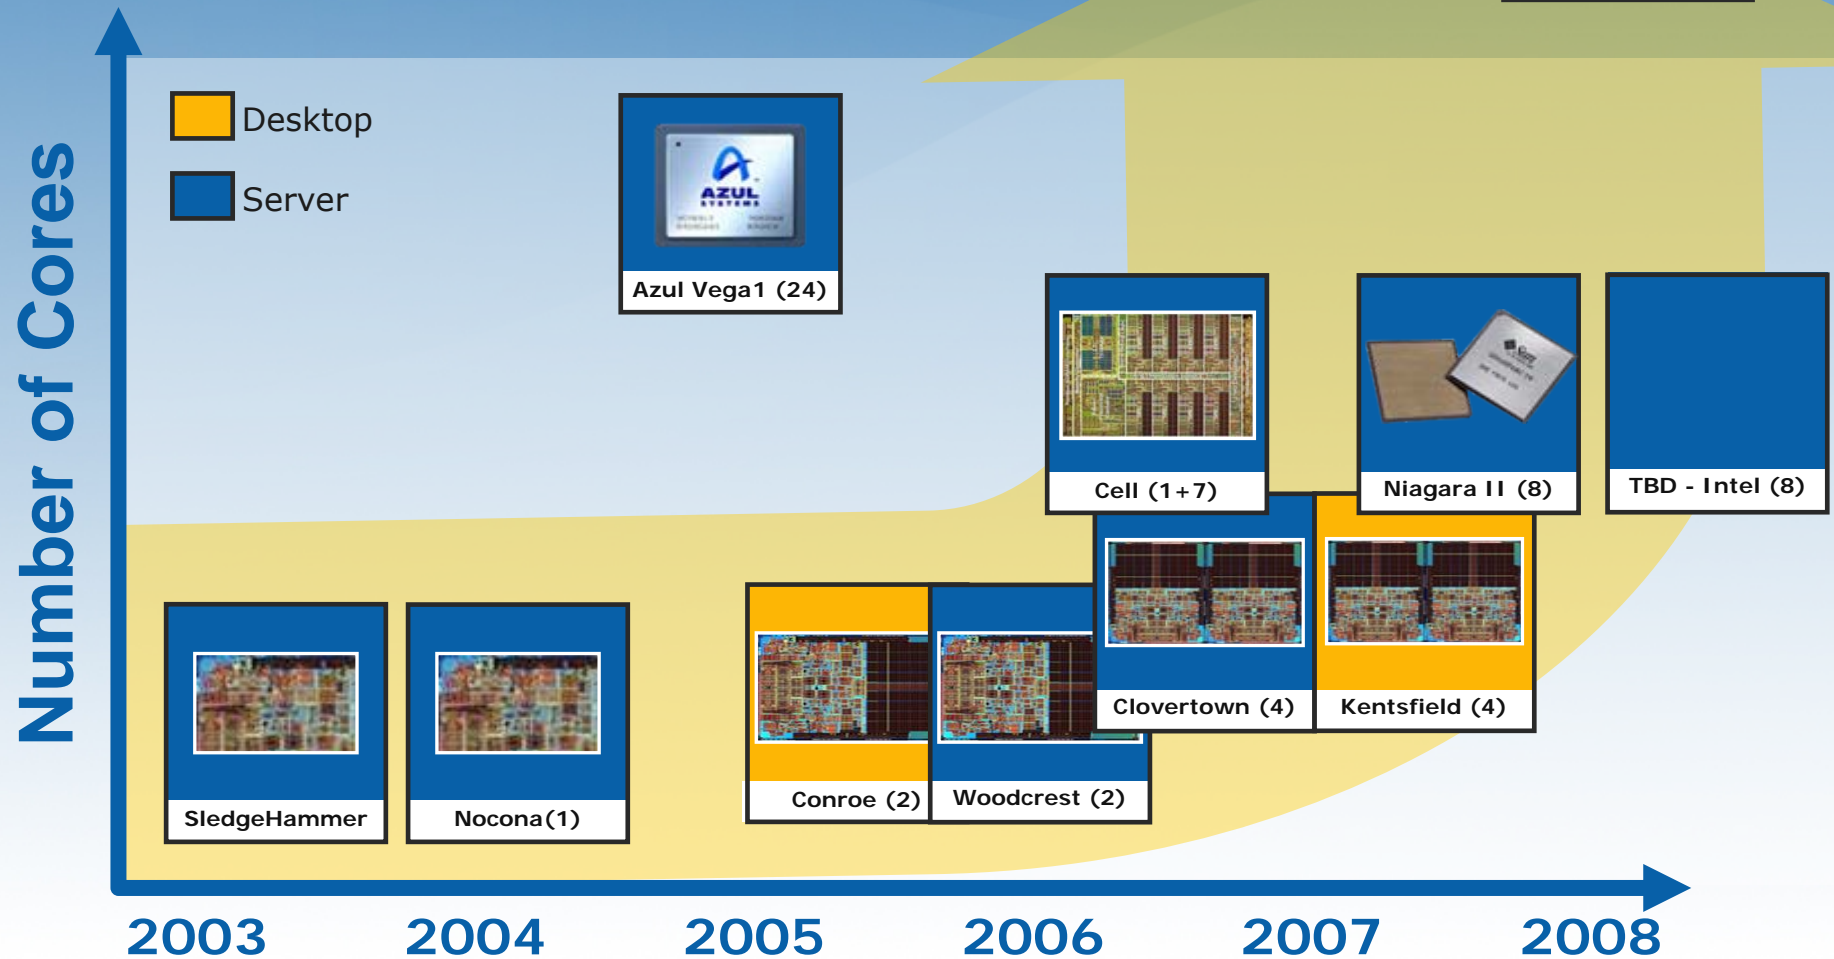 Desktop
Server
Number of Cores
AZUL
SYSTEMS
Azul Vega1 (24)
Cell (1+7)
Sun
Niagara II (8)
TBD - Intel (8)
Clovertown (4)
Kentsfield (4)
Conroe (2)
Woodcrest (2)
SledgeHammer
Nocona(1)
2003
2004
2005
2006
2007
2008